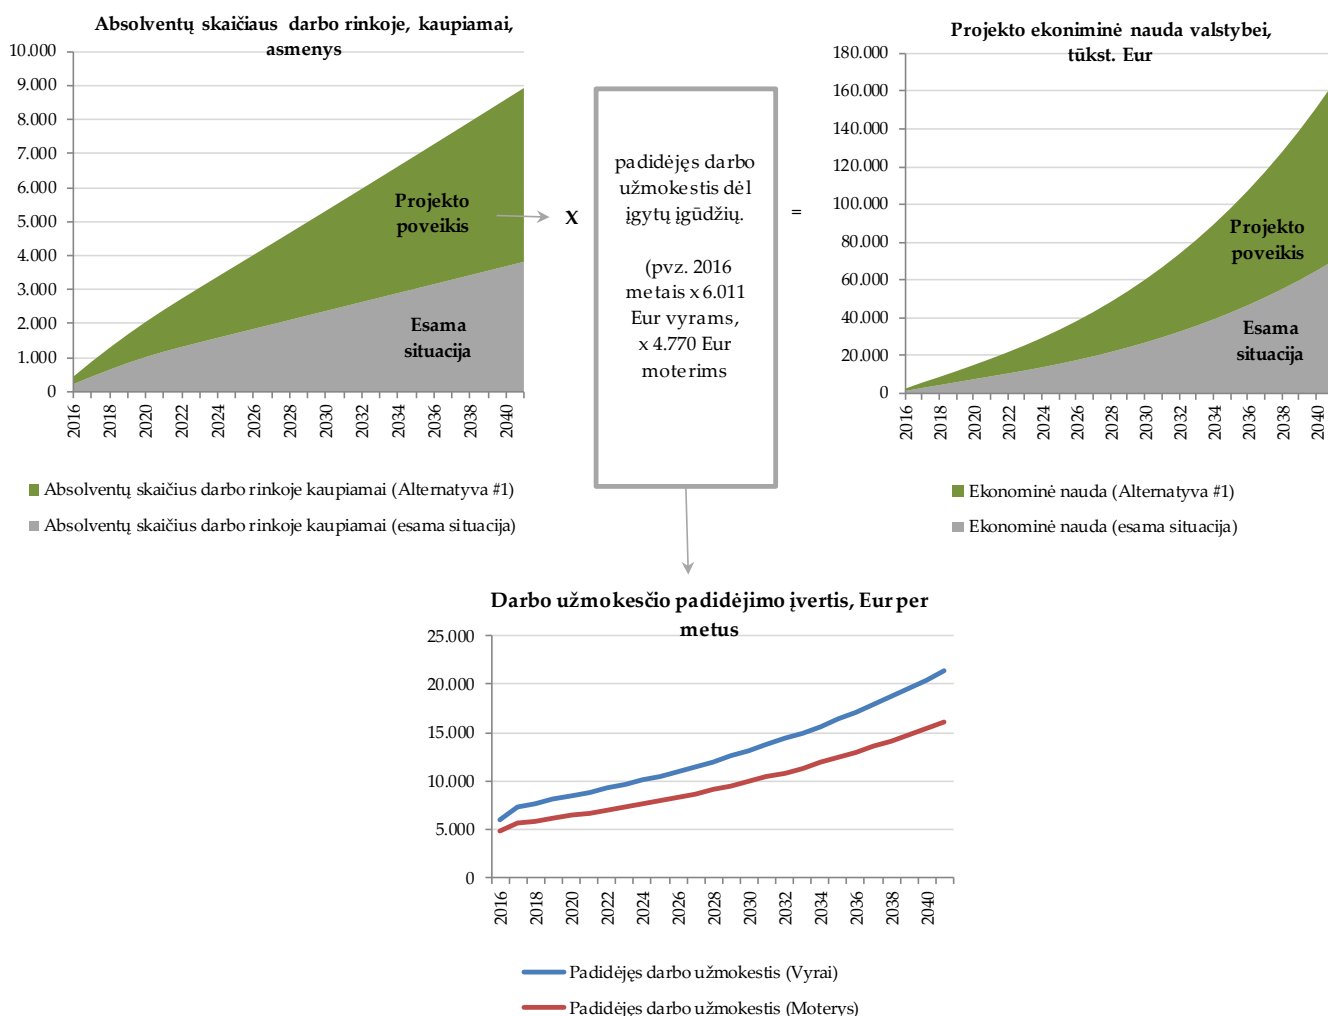 Absolventų skaičiaus darbo rinkoje, kaupiamai,
asmenys
10.000
9.000
8.000
7.000
6.000
5.000
4.000
3.000
2.000
1.000
0
Projekto
poveikis
Esama
situacija
2016
2018
2020
2022
2024
2026
2028
2030
2032
2034
2036
2038
2040
Absolventų skaičius darbo rinkoje kaupiamai (Alternatyva #1)
Absolventų skaičius darbo rinkoje kaupiamai (esama situacija)
X
padidėjęs darbo
užmokestis dėl
įgytų įgūdžių.
(pvz. 2016
metais x 6.011
Eur vyrams,
x 4.770 Eur
moterims
=
Projekto ekoniminė nauda valstybei,
tūkst. Eur
180.000
160.000
140.000
120.000
100.000
80.000
60.000
40.000
20.000
0
Projekto
poveikis
Esama
situacija
2016
2018
2020
2022
2024
2026
2028
2030
2032
2034
2036
2038
2040
Ekonominė nauda (Alternatyva #1)
Ekonominė nauda (esama situacija)
Darbo užmokesčio padidėjimo įvertis, Eur per
metus
25.000
20.000
15.000
10.000
5.000
0
2016
2018
2020
2022
2024
2026
2028
2030
2032
2034
2036
2038
2040
Padidėjęs darbo užmokestis (Vyrai)
Padidėjęs darbo užmokestis (Moterys)